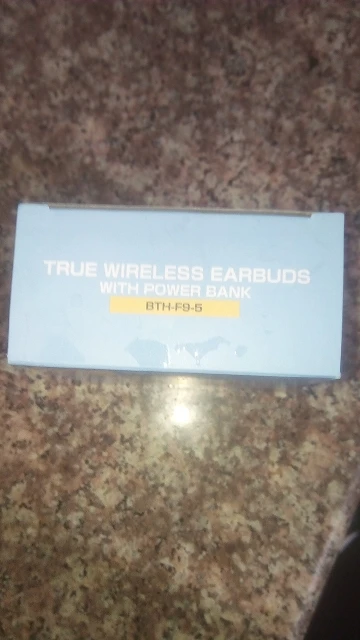 TRUE WIRELESS EARBUDS
WITH POWER BANK
BTH-F9-5